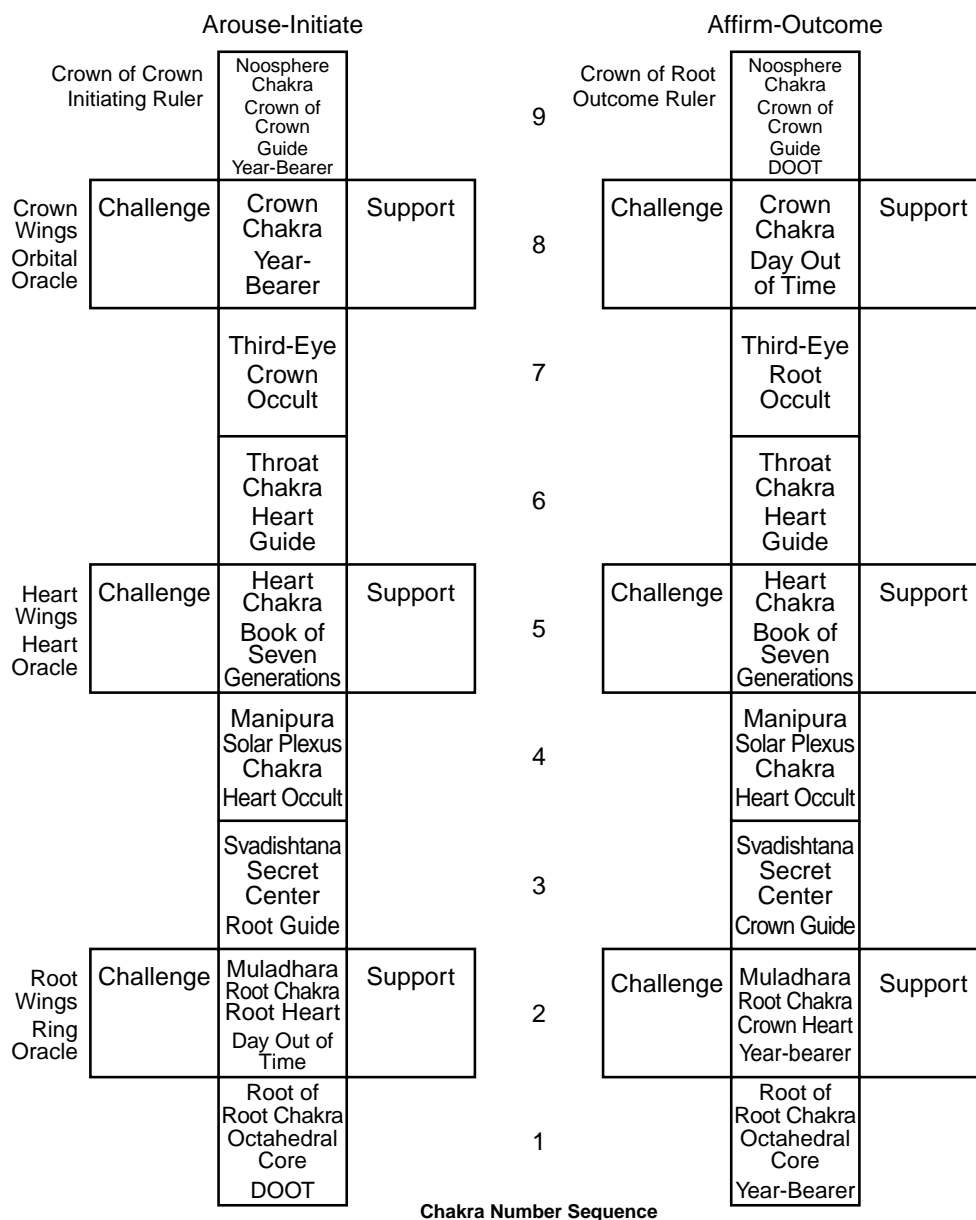 Arouse-Initiate
Affirm-Outcome
Crown of Crown
Initiating Ruler
Noosphere
Chakra
Crown of
Crown
Guide
Year-Bearer
9
Crown of Root
Outcome Ruler
Noosphere
Chakra
Crown of
Crown
Guide
DOOT
Crown
Wings
Orbital
Oracle
Challenge
Crown
Chakra
Year-
Bearer
Support
8
Challenge
Crown
Chakra
Day Out
of Time
Support
Third-Eye
Crown
Occult
7
Third-Eye
Root
Occult
Throat
Chakra
Heart
Guide
6
Throat
Chakra
Heart
Guide
Heart
Wings
Heart
Oracle
Challenge
Heart
Chakra
Book of
Seven
Generations
Support
5
Challenge
Heart
Chakra
Book of
Seven
Generations
Support
Manipura
Solar Plexus
Chakra
Heart Occult
4
Manipura
Solar Plexus
Chakra
Heart Occult
Svadishtana
Secret
Center
Root Guide
3
Svadishtana
Secret
Center
Crown Guide
Root
Wings
Ring
Oracle
Challenge
Muladhara
Root Chakra
Root Heart
Day Out of
Time
Support
2
Challenge
Muladhara
Root Chakra
Crown Heart
Year-bearer
Support
Root of
Root Chakra
Octahedral
Core
DOOT
1
Root of
Root Chakra
Octahedral
Core
Year-Bearer
Chakra Number Sequence